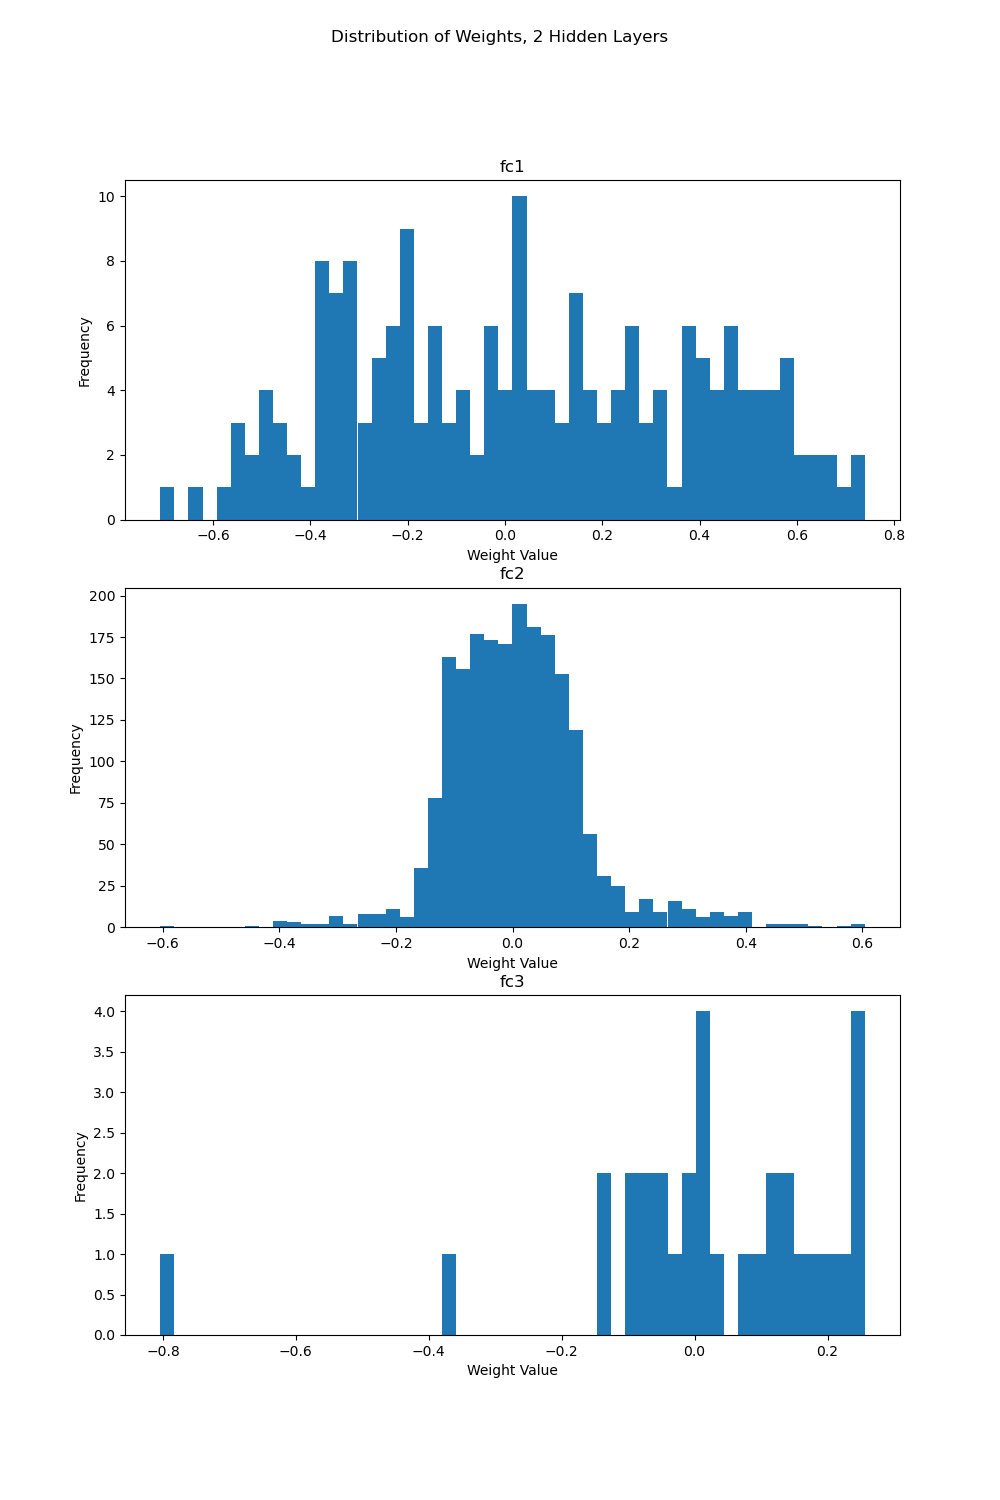 Distribution of Weights, 2 Hidden Layers
fc1
10
8
6
4
2
0
Frequency
−0.6 −0.4 −0.2 0.0 0.2 0.4 0.6 0.8
Weight Value
fc2
200
175
150
125
100
75
50
25
0
Frequency
−0.6 −0.4 −0.2 0.0 0.2 0.4 0.6
Weight Value
fc3
4.0
3.5
3.0
2.5
2.0
1.5
1.0
0.5
0.0
Frequency
−0.8 −0.6 −0.4 −0.2 0.0 0.2
Weight Value